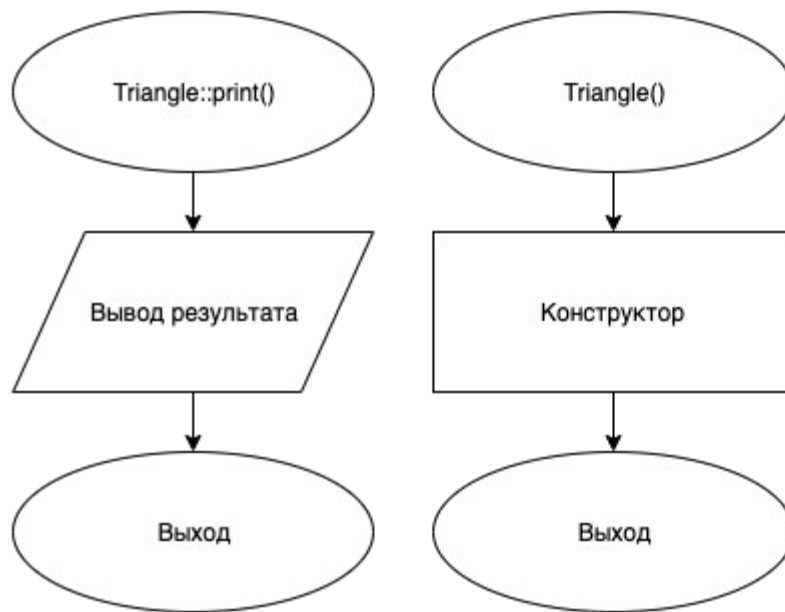 Triangle::print()
Triangle()
Вывод результата
Конструктор
Выход
Выход